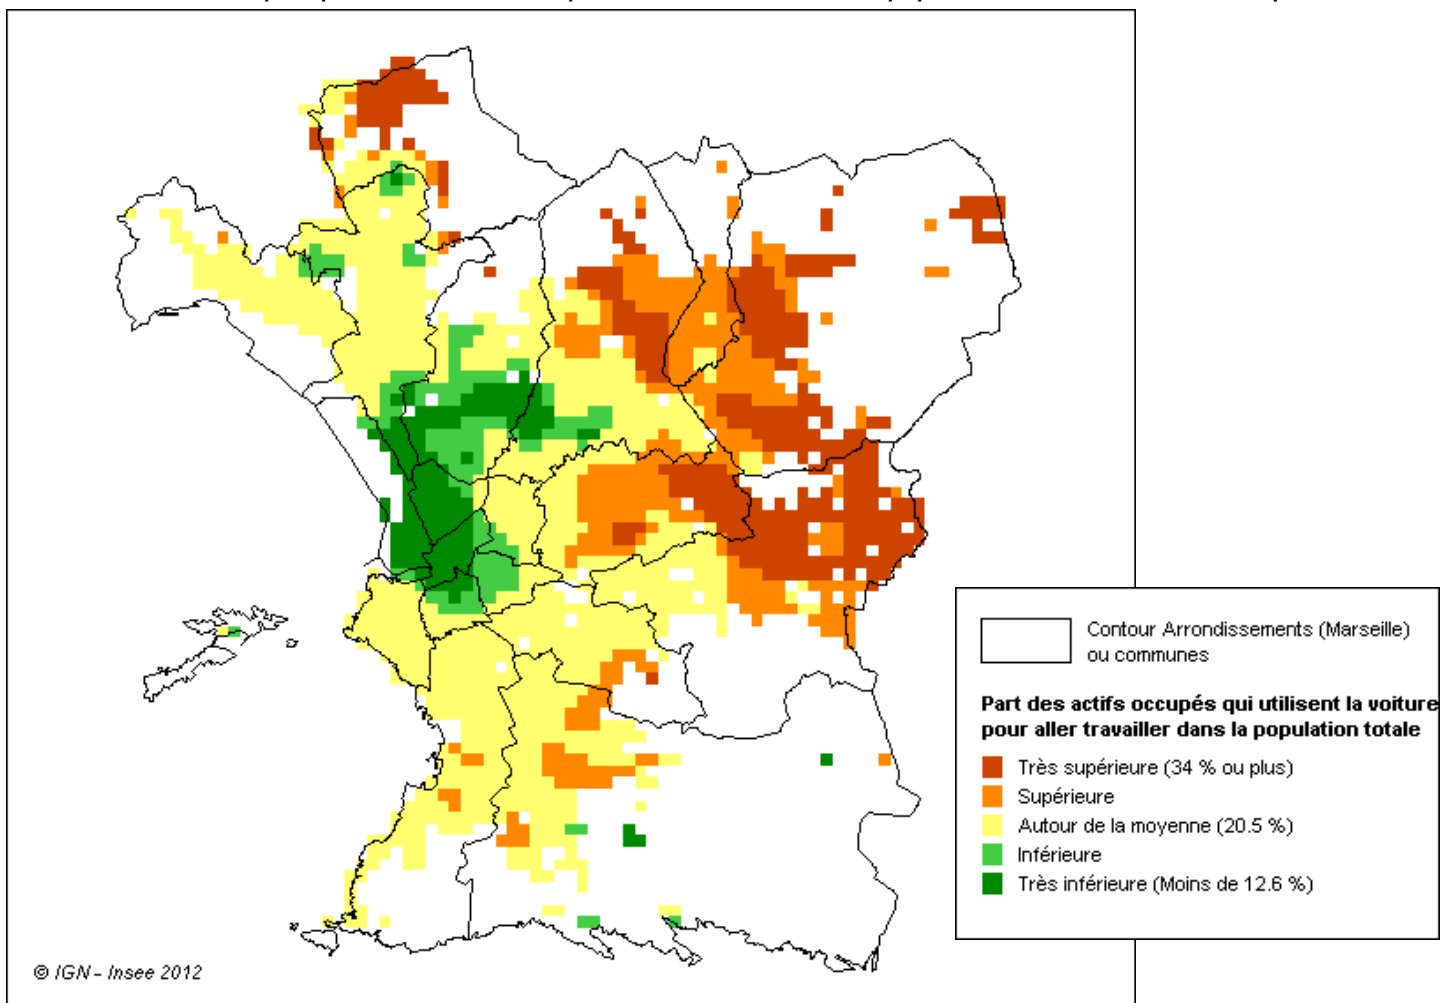 Contour Arrondissements (Marseille)
ou communes
Part des actifs occupés qui utilisent la voiture
pour aller travailler dans la population totale
Très supérieure (34 % ou plus)
Supérieure
Autour de la moyenne (20.5 %)
Inférieure
Très inférieure (Moins de 12.6 %)
© IGN - Insee 2012